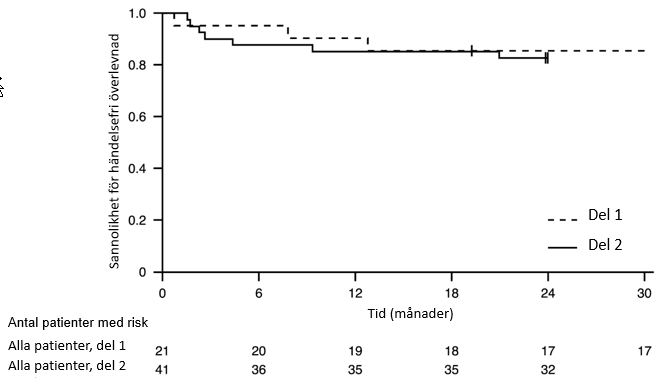 Sannolikhet för händelsefri överlevnad
1.0
0.8
0.6
0.4
0.2
0
Del 1
Del 2
0 6 12 18 24 30
Tid (månader)
Antal patienter med risk
Alla patienter, del 1 21 20 19 18 17 17
Alla patienter, del 2 41 36 35 35 32